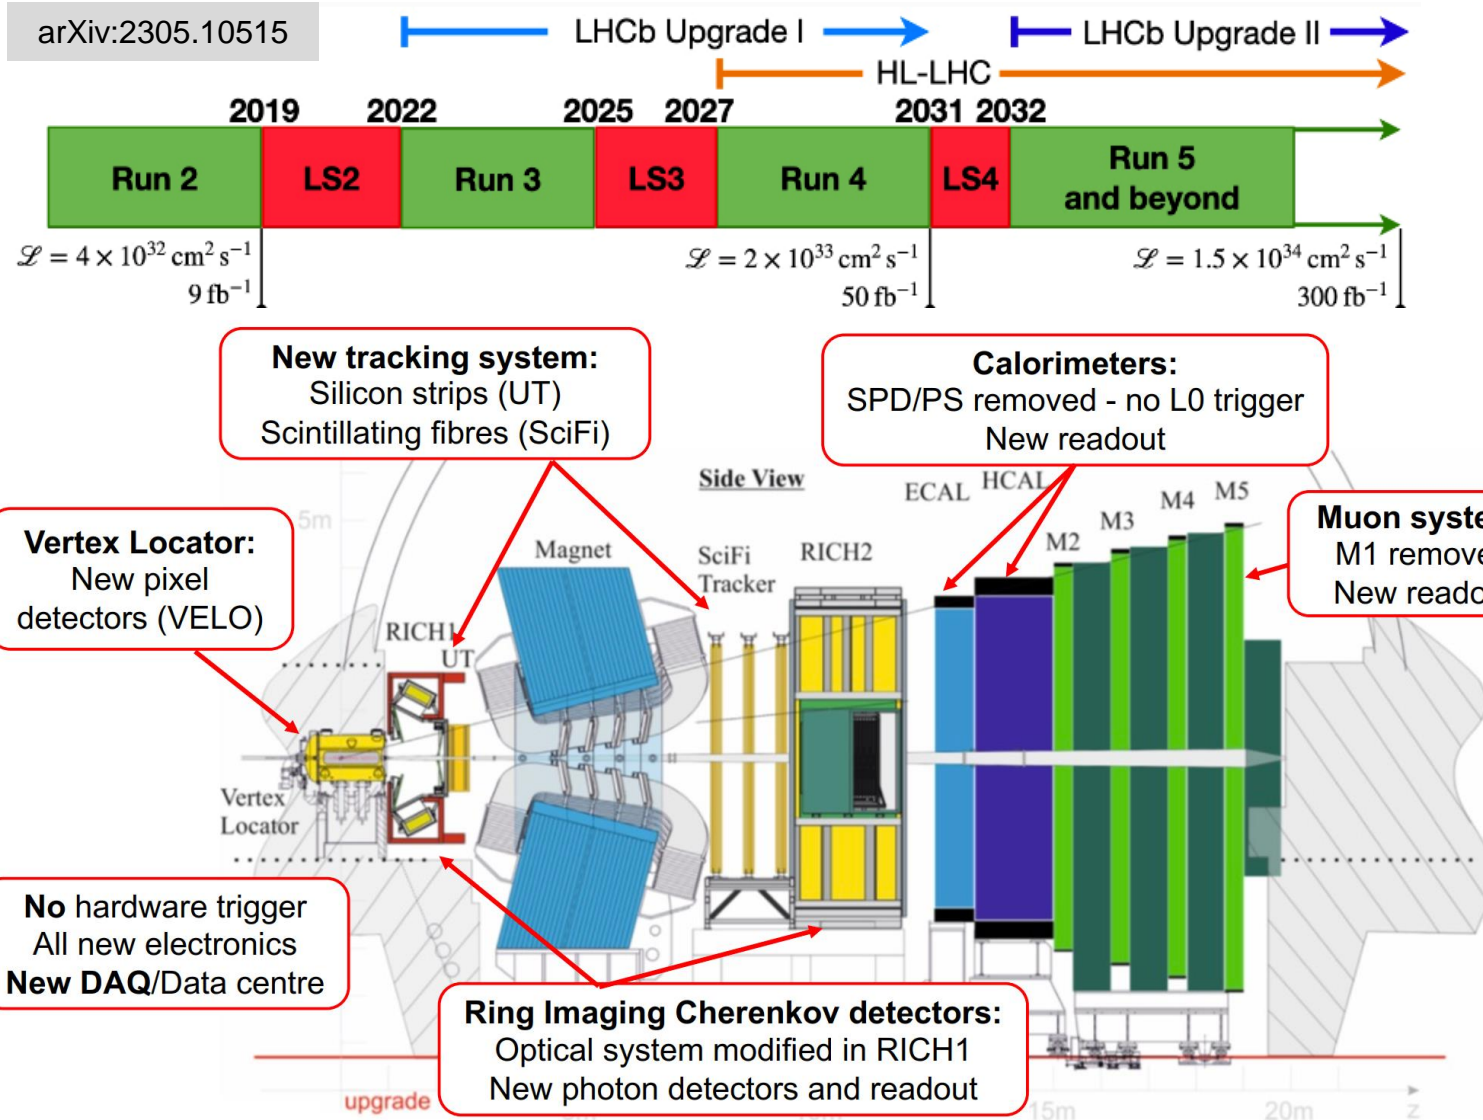 arXiv:2305.10515
LHCb Upgrade I
LHCb Upgrade II
HL-LHC
2019
2022
2025
2027
2031
2032
Run 2
LS2
Run 3
LS3
Run 4
LS4
Run 5
and beyond
ℒ = 4 × 10³² cm² s⁻¹
9 fb⁻¹
ℒ = 2 × 10³³ cm² s⁻¹
50 fb⁻¹
ℒ = 1.5 × 10³⁴ cm² s⁻¹
300 fb⁻¹
New tracking system:
Silicon strips (UT)
Scintillating fibres (SciFi)
Calorimeters:
SPD/PS removed - no L0 trigger
New readout
Side View
ECAL
HCAL
M2
M3
M4
M5
Muon syste
M1 remove
New reado
5m
Vertex Locator:
New pixel
detectors (VELO)
Magnet
SciFi
Tracker
RICH2
RICH1
UT
Vertex
Locator
No hardware trigger
All new electronics
New DAQ/Data centre
Ring Imaging Cherenkov detectors:
Optical system modified in RICH1
New photon detectors and readout
upgrade
15m
20m
z